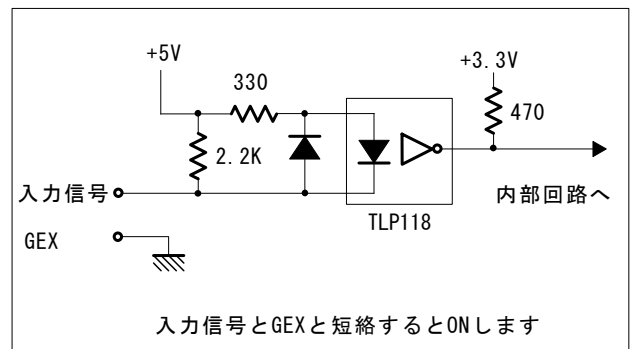 +5V
330
+3.3V
470
2.2K
入力信号
内部回路へ
TLP118
GEX
入力信号とGEXと短絡するとONします